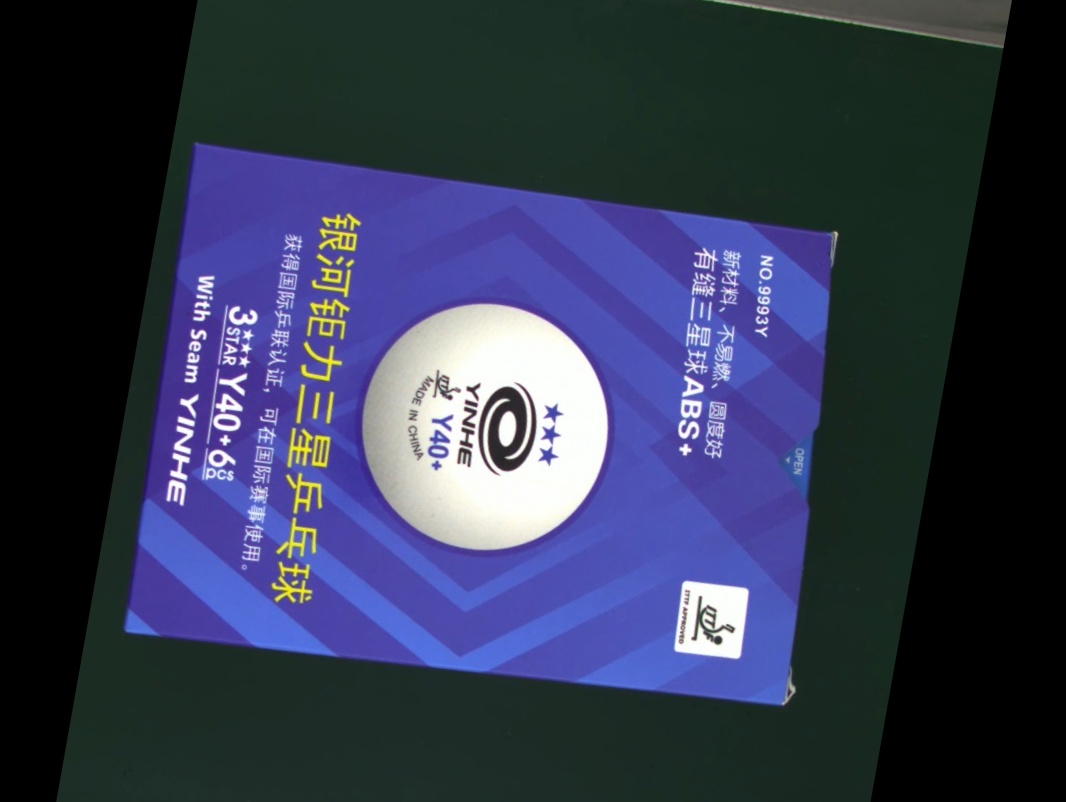 NO.9993Y
新材料、不易燃、圆度好
有缝三星球ABS+
OPEN
ITTF APPROVED
YINHE
Y40+
MADE IN CHINA
银河钜力三星乒乓球
获得国际乒联认证，可在国际赛事使用。
3★★★ STAR Y40+ 6 PCS
With Seam YINHE